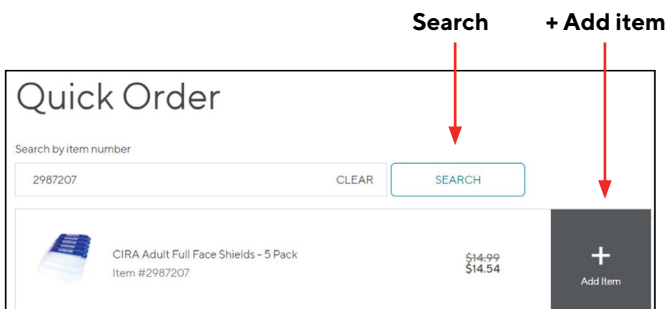 Search + Add item
Quick Order
Search by item number
2987207 CLEAR SEARCH
CIRA Adult Full Face Shields - 5 Pack
Item #2987207
$14.99
$14.54
+
Add Item